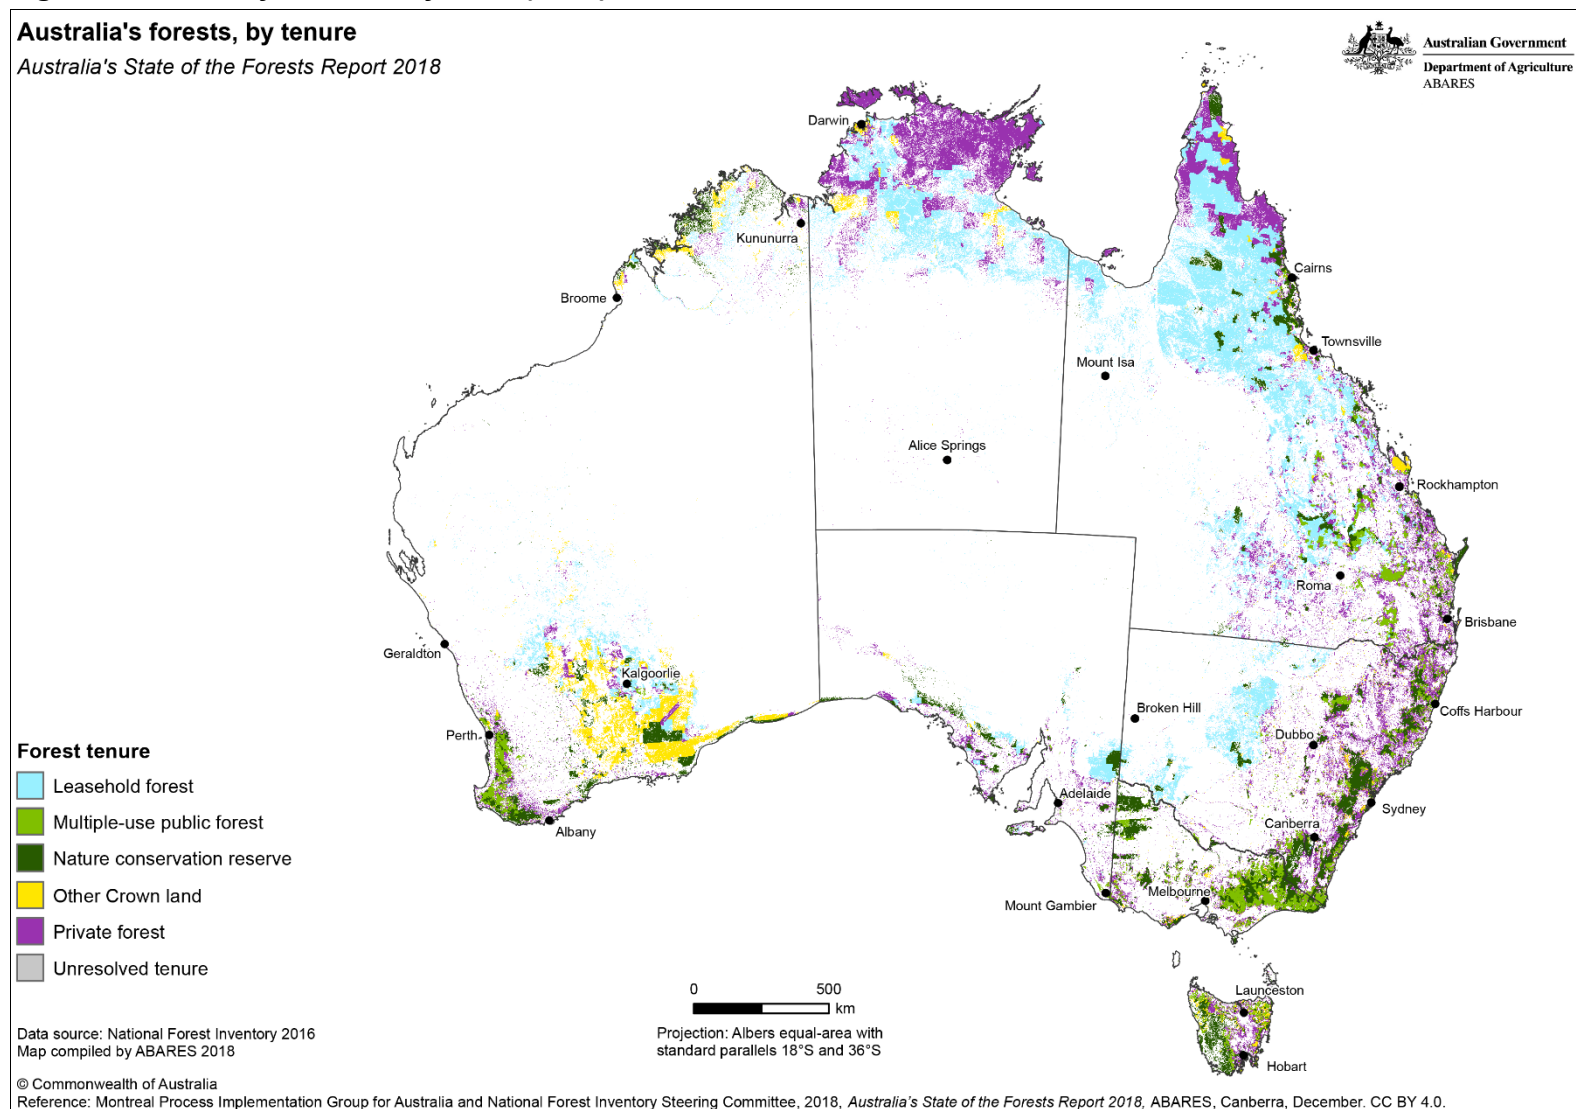 Australia's forests, by tenure
Australia's State of the Forests Report 2018
Australian Government
Department of Agriculture
ABARES
Darwin
Kununurra
Cairns
Broome
Townsville
Mount Isa
Alice Springs
Rockhampton
Roma
Brisbane
Geraldton
Kalgoorlie
Broken Hill
Coffs Harbour
Perth
Dubbo
Adelaide
Sydney
Albany
Canberra
Melbourne
Mount Gambier
Launceston
Hobart
Forest tenure
Leasehold forest
Multiple-use public forest
Nature conservation reserve
Other Crown land
Private forest
Unresolved tenure
0 500
km
Projection: Albers equal-area with
standard parallels 18°S and 36°S
Data source: National Forest Inventory 2016
Map compiled by ABARES 2018
© Commonwealth of Australia
Reference: Montreal Process Implementation Group for Australia and National Forest Inventory Steering Committee, 2018, Australia's State of the Forests Report 2018, ABARES, Canberra, December. CC BY 4.0.